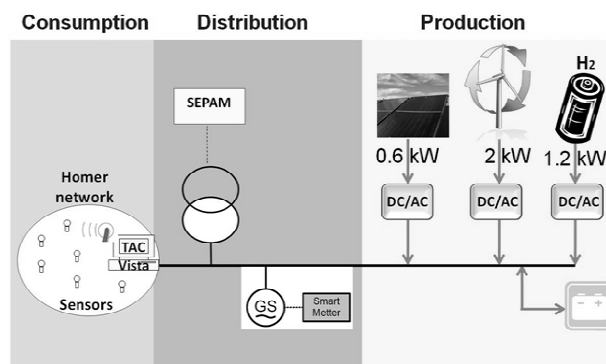 Consumption
Distribution
Production
SEPAM
H2
0.6 kW
2 kW
1.2 kW
Homer
network
DC/AC
DC/AC
DC/AC
TAC
Vista
Sensors
GS
Smart
Metter
- +